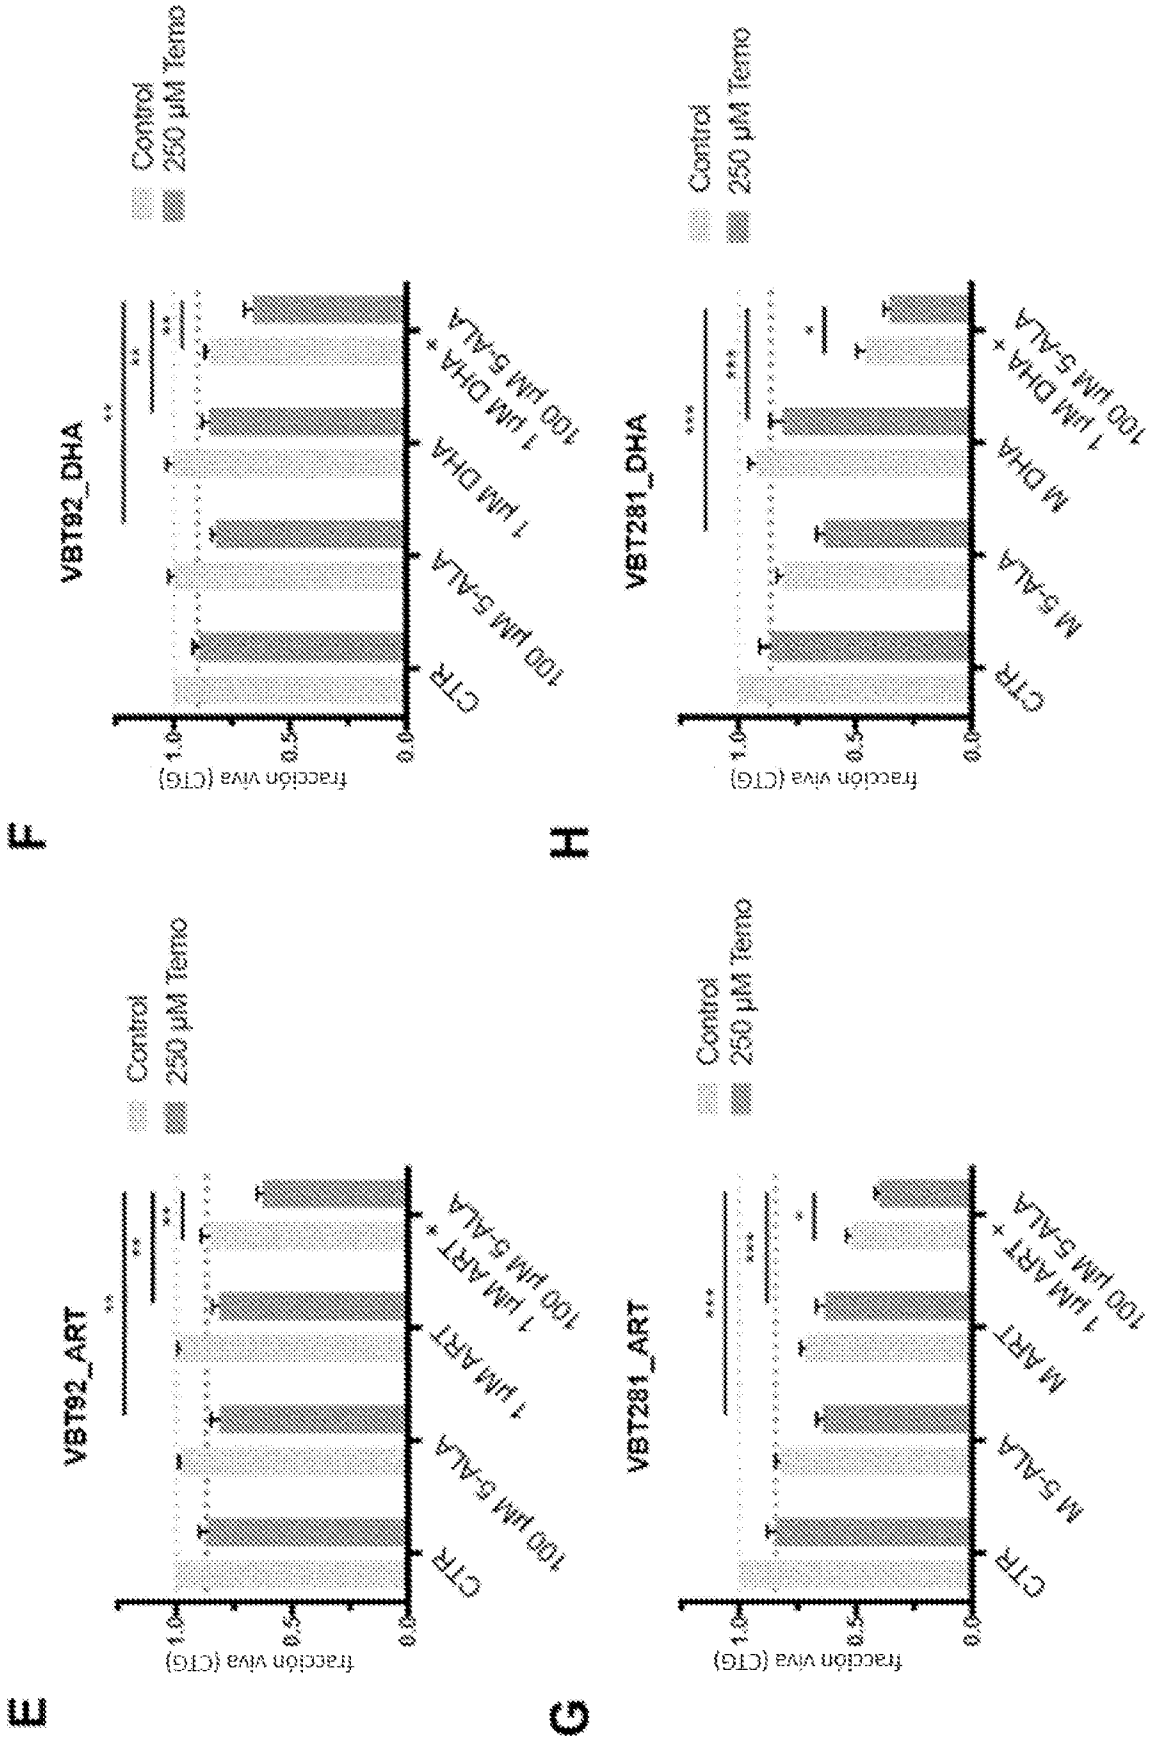 E
VBT92_ART
Control
250 µM Temo
fracción viva (CTG)
1.0
0.5
0.0
**
**
**
CTR
100 µM 5-ALA
1 µM ART
1 µM ART +
100 µM 5-ALA
F
VBT92_DHA
Control
250 µM Temo
fracción viva (CTG)
1.0
0.5
0.0
**
**
**
CTR
100 µM 5-ALA
1 µM DHA
1 µM DHA +
100 µM 5-ALA
G
VBT281_ART
Control
250 µM Temo
fracción viva (CTG)
1.0
0.5
0.0
***
***
*
CTR
M 5-ALA
M ART
1 µM ART +
100 µM 5-ALA
H
VBT281_DHA
Control
250 µM Temo
fracción viva (CTG)
1.0
0.5
0.0
***
***
*
CTR
M 5-ALA
M DHA
1 µM DHA +
100 µM 5-ALA